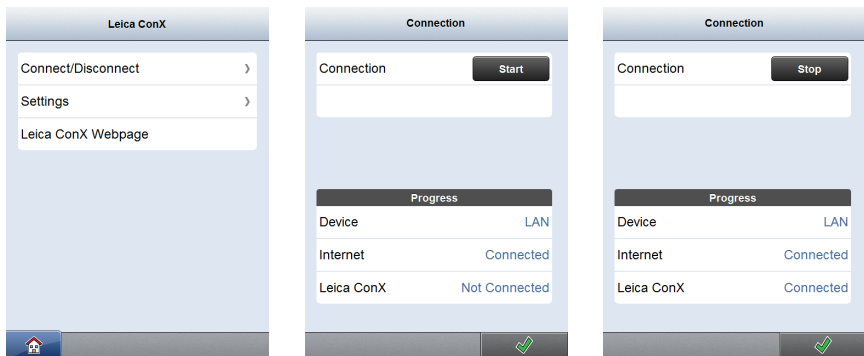 Leica ConX
Connect/Disconnect
Settings
Leica ConX Webpage
Connection
Connection Start
Progress
Device LAN
Internet Connected
Leica ConX Not Connected
Connection
Connection Stop
Progress
Device LAN
Internet Connected
Leica ConX Connected